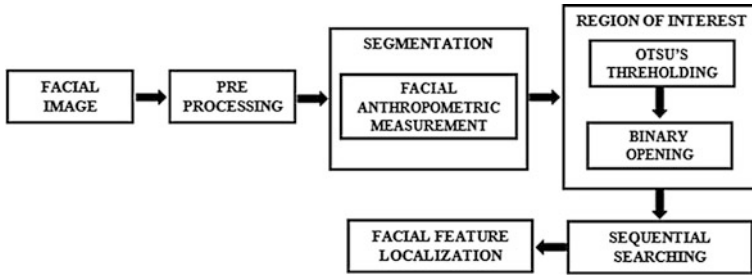 FACIAL
IMAGE
PRE
PROCESSING
SEGMENTATION
FACIAL
ANTHROPOMETRIC
MEASUREMENT
REGION OF INTEREST
OTSU'S
THREHOLDING
BINARY
OPENING
SEQUENTIAL
SEARCHING
FACIAL FEATURE
LOCALIZATION